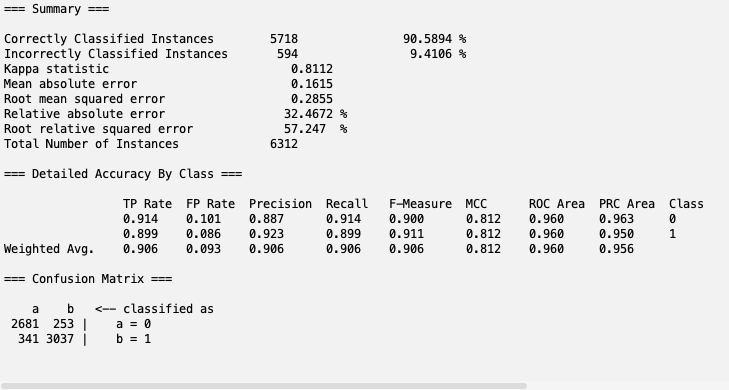 === Summary ===
Correctly Classified Instances 5718 90.5894 %
Incorrectly Classified Instances 594 9.4106 %
Kappa statistic 0.8112
Mean absolute error 0.1615
Root mean squared error 0.2855
Relative absolute error 32.4672 %
Root relative squared error 57.247 %
Total Number of Instances 6312
=== Detailed Accuracy By Class ===
TP Rate FP Rate Precision Recall F-Measure MCC ROC Area PRC Area Class
0.914 0.101 0.887 0.914 0.900 0.812 0.960 0.963 0
0.899 0.086 0.923 0.899 0.911 0.812 0.960 0.950 1
Weighted Avg. 0.906 0.093 0.906 0.906 0.906 0.812 0.960 0.956
=== Confusion Matrix ===
a b <-- classified as
2681 253 | a = 0
341 3037 | b = 1